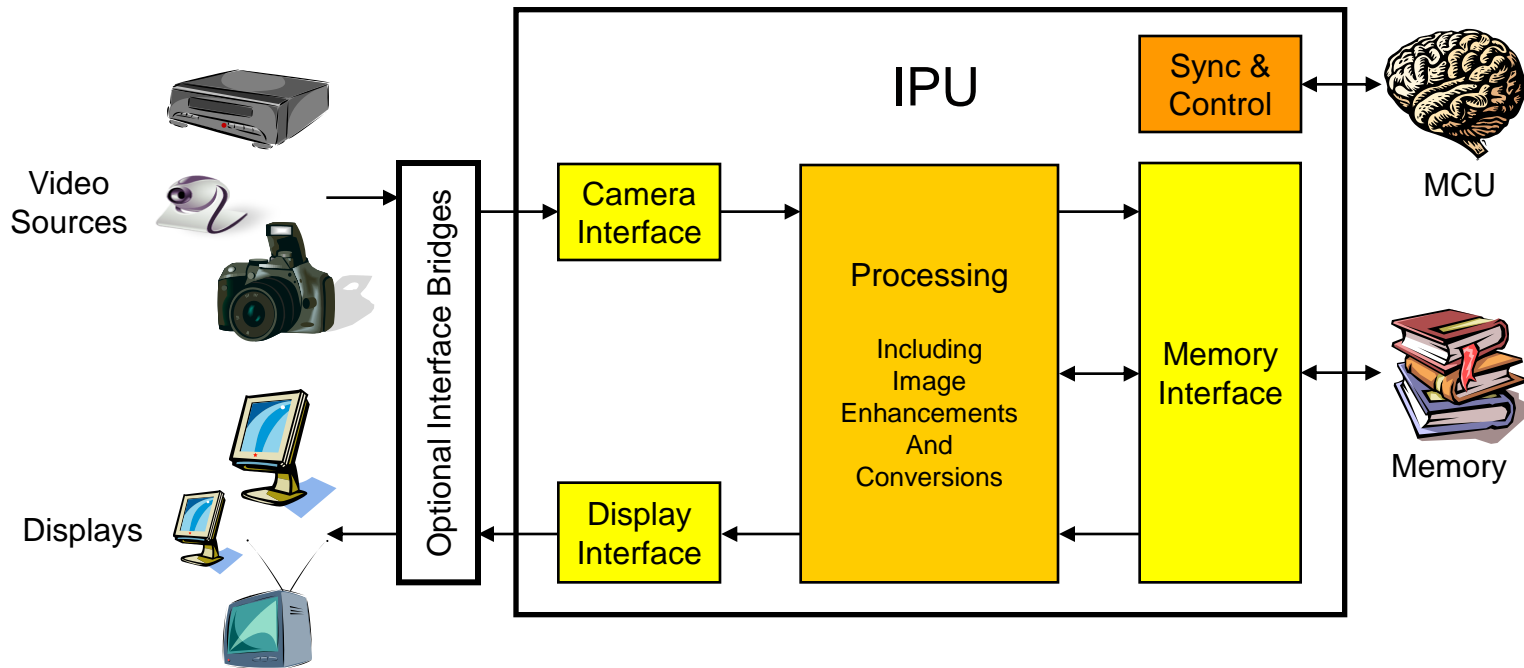 IPU
Sync &
Control
MCU
Video
Sources
Optional Interface Bridges
Camera
Interface
Processing
Including
Image
Enhancements
And
Conversions
Memory
Interface
Memory
Displays
Display
Interface